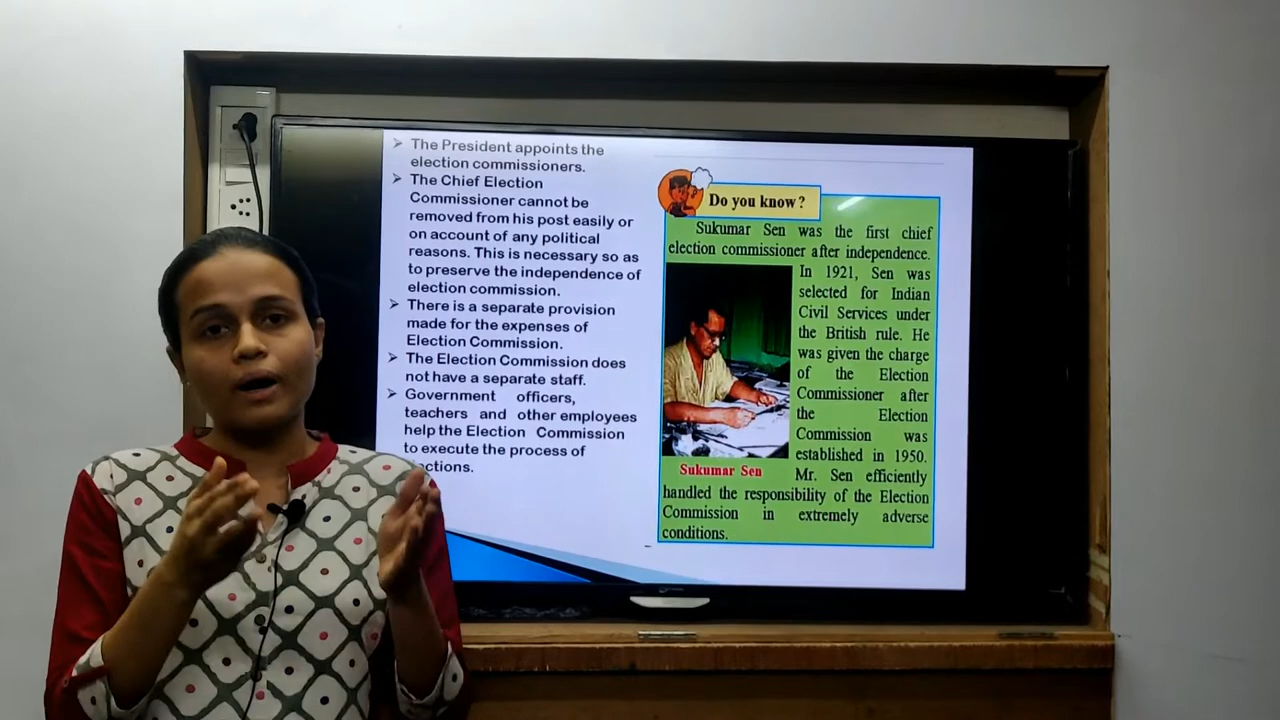 ➢ The President appoints the
election commissioners.
➢ The Chief Election
Commissioner cannot be
removed from his post easily or
on account of any political
reasons. This is necessary so as
to preserve the independence of
election commission.
➢ There is a separate provision
made for the expenses of
Election Commission.
➢ The Election Commission does
not have a separate staff.
➢ Government officers,
teachers and other employees
help the Election Commission
to execute the process of
ctions.
Do you know?
Sukumar Sen was the first chief
election commissioner after independence.
In 1921, Sen was
selected for Indian
Civil Services under
the British rule. He
was given the charge
of the Election
Commissioner after
the Election
Commission was
established in 1950.
Sukumar Sen
Mr. Sen efficiently
handled the responsibility of the Election
Commission in extremely adverse
conditions.